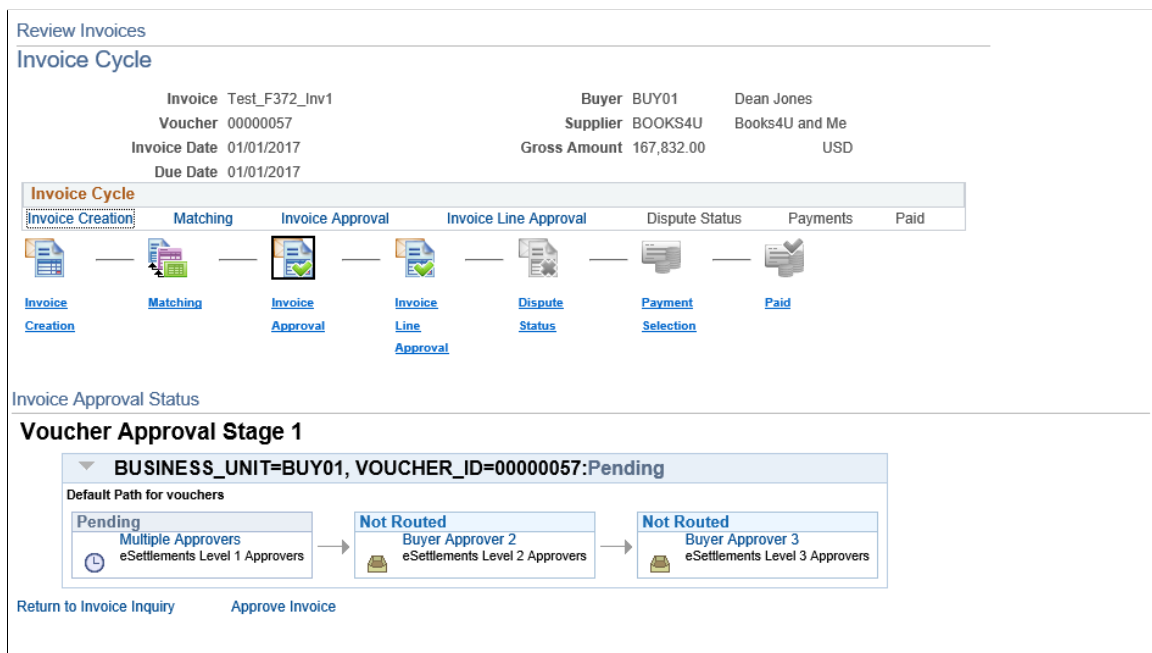 Review Invoices
Invoice Cycle
Invoice Test_F372_Inv1 Buyer BUY01 Dean Jones
Voucher 00000057 Supplier BOOKS4U Books4U and Me
Invoice Date 01/01/2017 Gross Amount 167,832.00 USD
Due Date 01/01/2017
Invoice Cycle
Invoice Creation Matching Invoice Approval Invoice Line Approval Dispute Status Payments Paid
Invoice Matching Invoice Invoice Dispute Payment Paid
Creation Approval Line Status Selection
Approval
Invoice Approval Status
Voucher Approval Stage 1
BUSINESS_UNIT=BUY01, VOUCHER_ID=00000057:Pending
Default Path for vouchers
Pending Not Routed Not Routed
Multiple Approvers Buyer Approver 2 Buyer Approver 3
eSettlements Level 1 Approvers eSettlements Level 2 Approvers eSettlements Level 3 Approvers
Return to Invoice Inquiry Approve Invoice